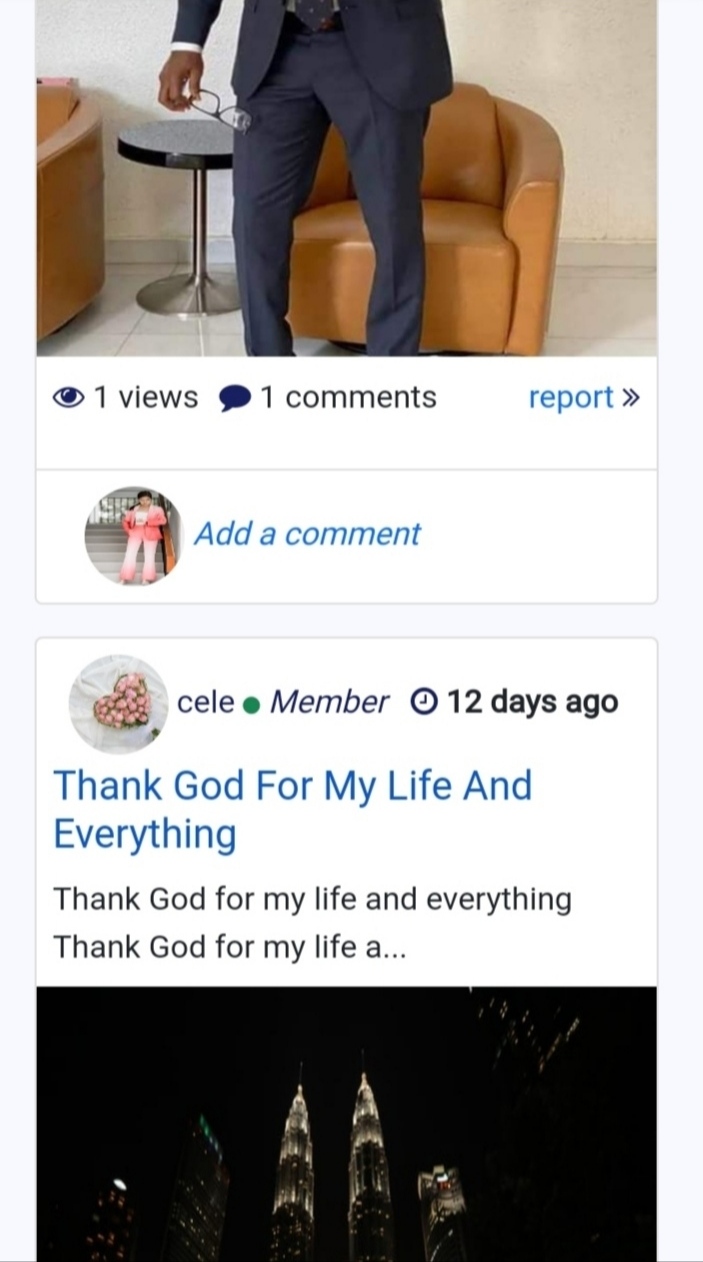 1 views 1 comments report »
Add a comment
cele Member 12 days ago
Thank God For My Life And
Everything
Thank God for my life and everything
Thank God for my life a...